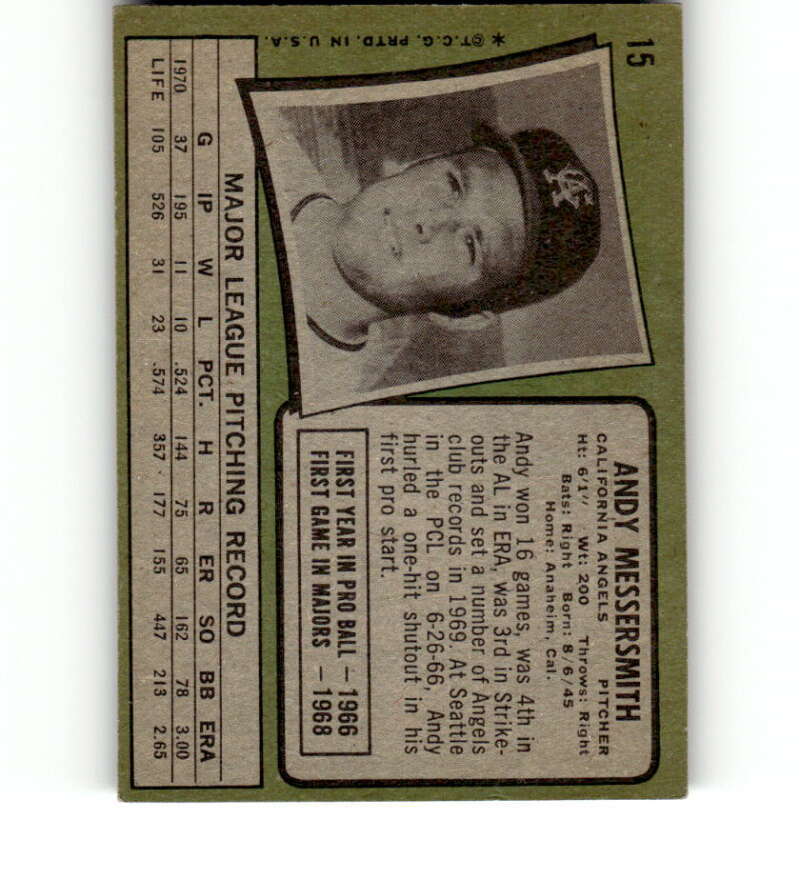 15
*©T.C.G. PRTD. IN U.S.A.
CA
ANDY MESSERSMITH
CALIFORNIA ANGELS PITCHER
Ht: 6'1" Wt: 200 Throws: Right
Bats: Right Born: 8/6/45
Home: Anaheim, Cal.
Andy won 16 games, was 4th in
the AL in ERA, was 3rd in Strike-
outs and set a number of Angels
club records in 1969. At Seattle
in the PCL on 6-26-66, Andy
hurled a one-hit shutout in his
first pro start.
FIRST YEAR IN PRO BALL — 1966
FIRST GAME IN MAJORS — 1968
MAJOR LEAGUE PITCHING RECORD
G IP W L PCT. H R ER SO BB ERA
1970 37 195 11 10 .524 144 75 65 162 78 3.00
LIFE 105 526 31 23 .574 357 177 155 447 213 2.65